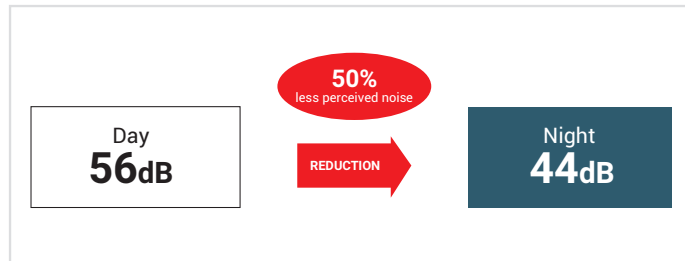 50%
less perceived noise
Day
56dB
REDUCTION
Night
44dB